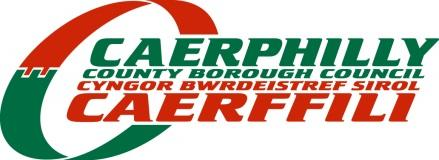 CAERPHILLY
COUNTY BOROUGH COUNCIL
CYNGOR BWRDEISTREF SIROL
CAERFFILI